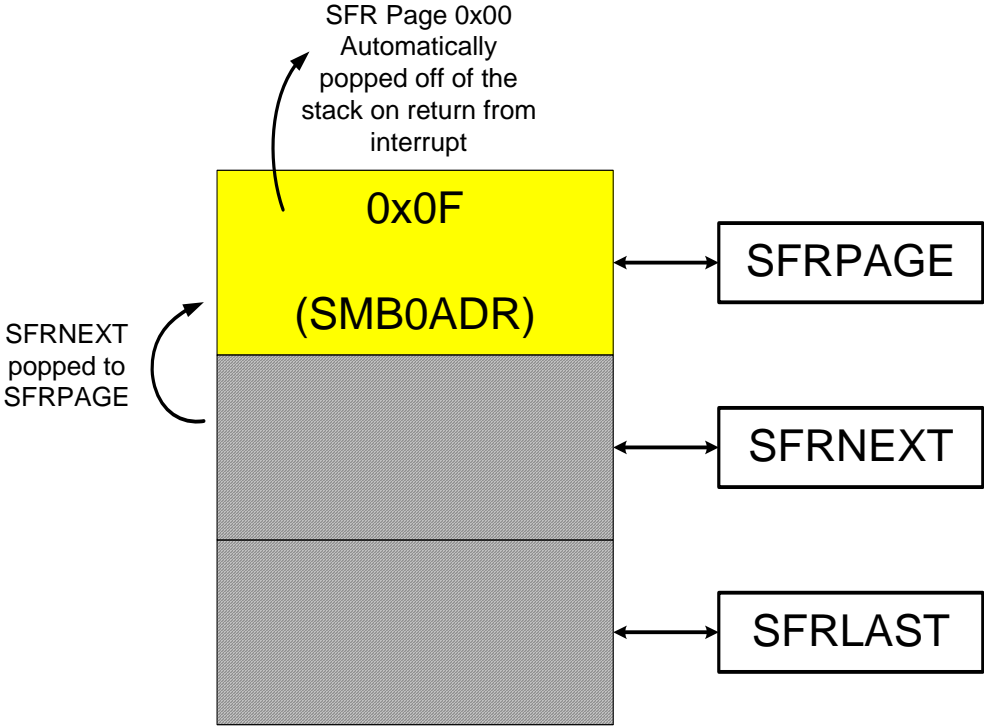 SFR Page 0x00
Automatically
popped off of the
stack on return from
interrupt
0x0F
(SMB0ADR)
SFRPAGE
SFRNEXT
popped to
SFRPAGE
SFRNEXT
SFRLAST